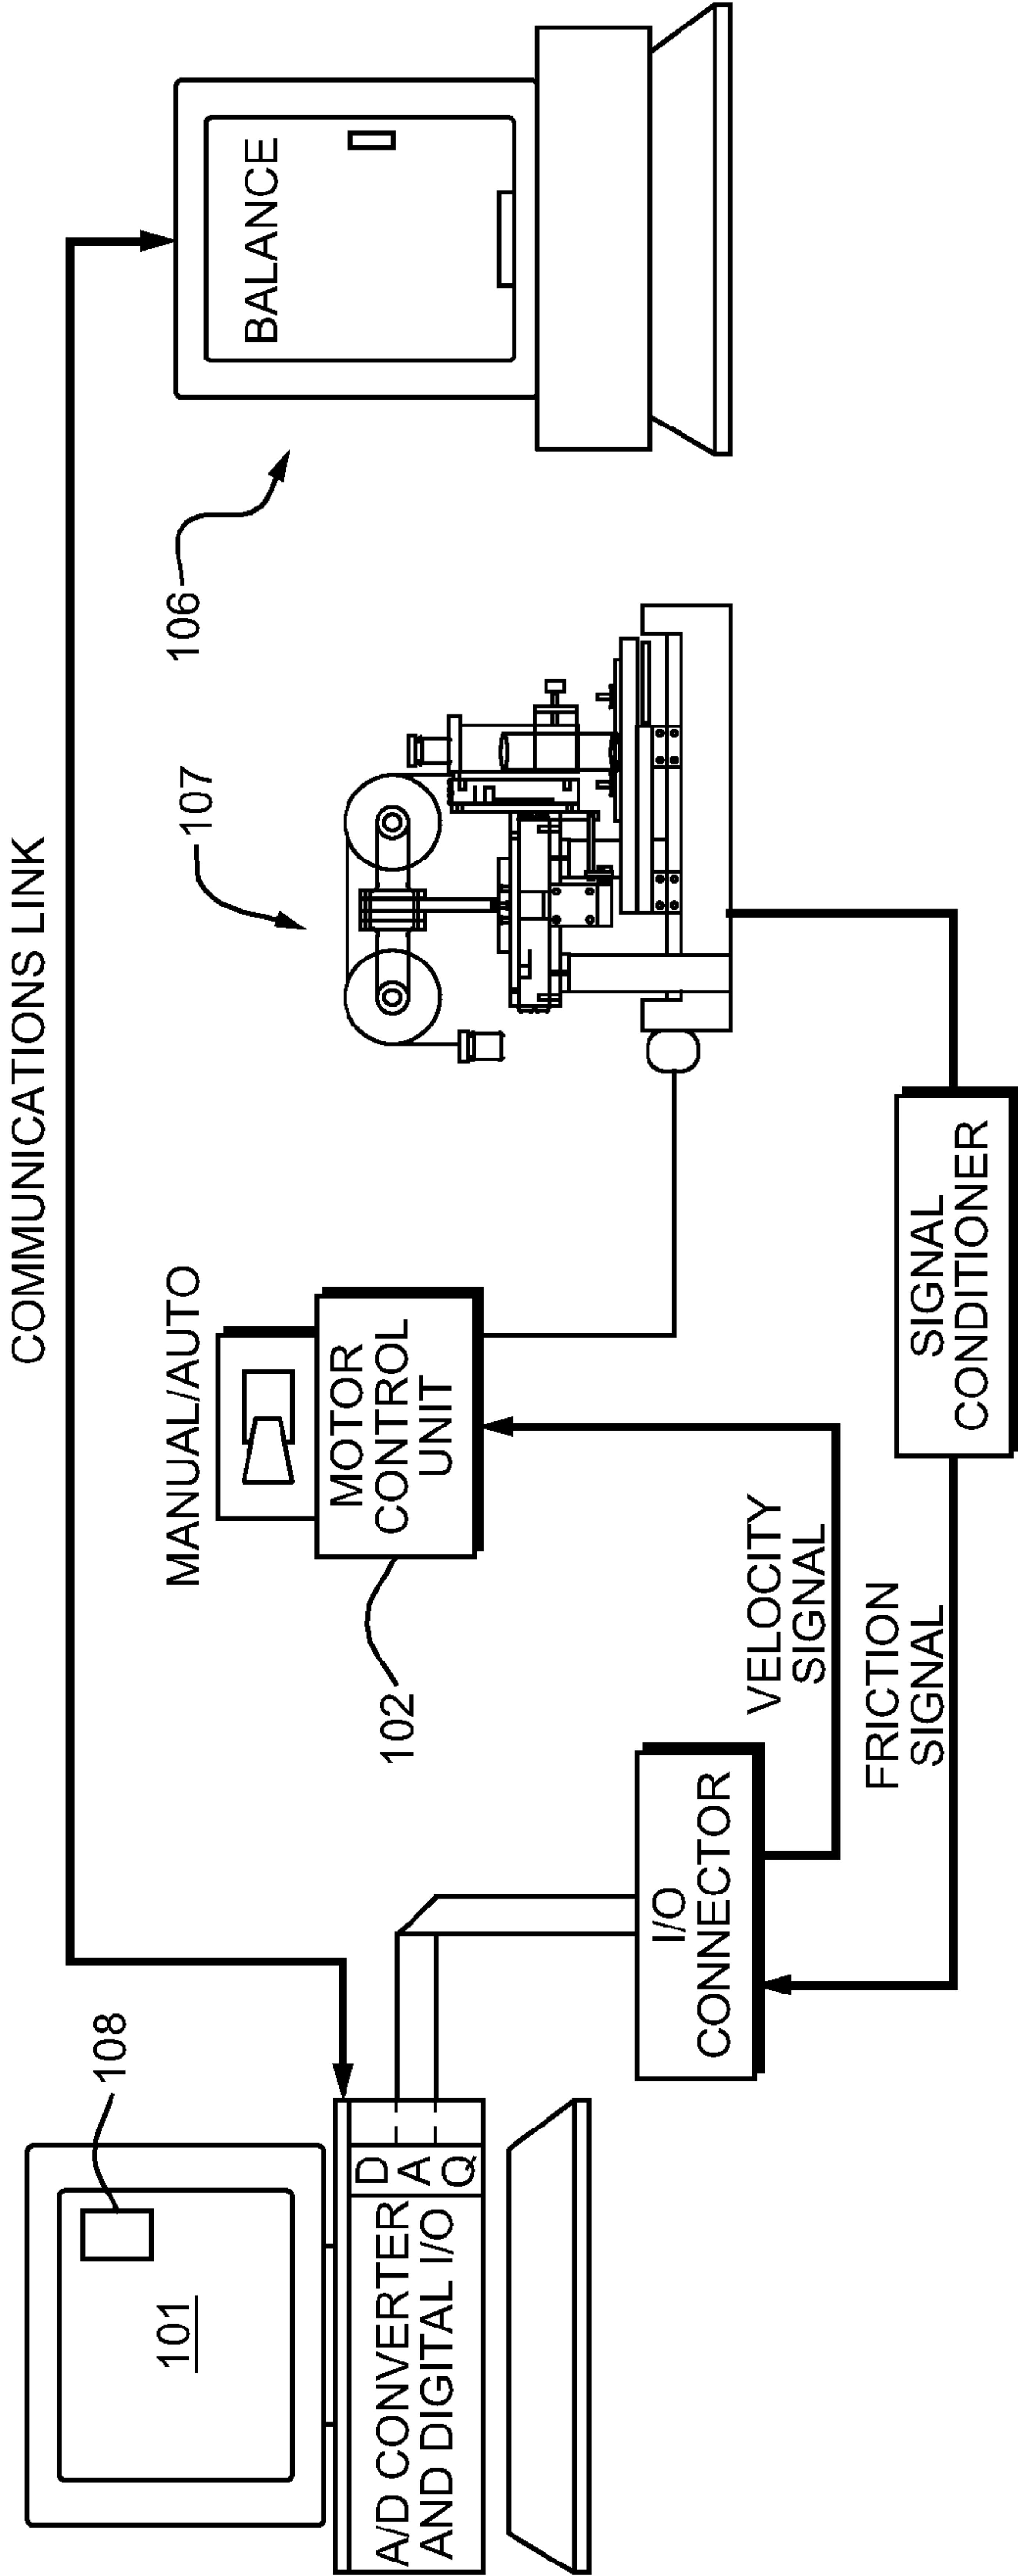 COMMUNICATIONS LINK
108
101
A/D CONVERTER
AND DIGITAL I/O
D
A
Q
MANUAL/AUTO
MOTOR
CONTROL
UNIT
102
107
106
BALANCE
I/O
CONNECTOR
VELOCITY
SIGNAL
FRICTION
SIGNAL
SIGNAL
CONDITIONER